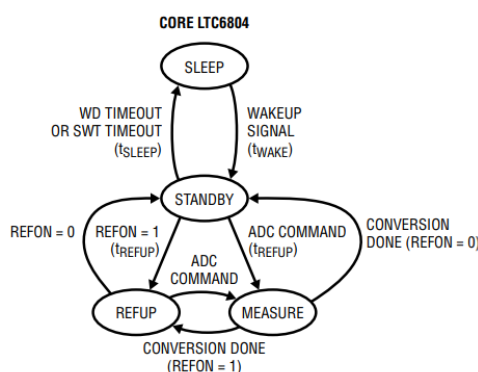 CORE LTC6804
SLEEP
WD TIMEOUT
OR SWT TIMEOUT
(tSLEEP)
WAKEUP
SIGNAL
(tWAKE)
STANDBY
REFON = 0
REFON = 1
(tREFUP)
ADC COMMAND
(tREFUP)
CONVERSION
DONE (REFON = 0)
ADC
COMMAND
REFUP
MEASURE
CONVERSION DONE
(REFON = 1)